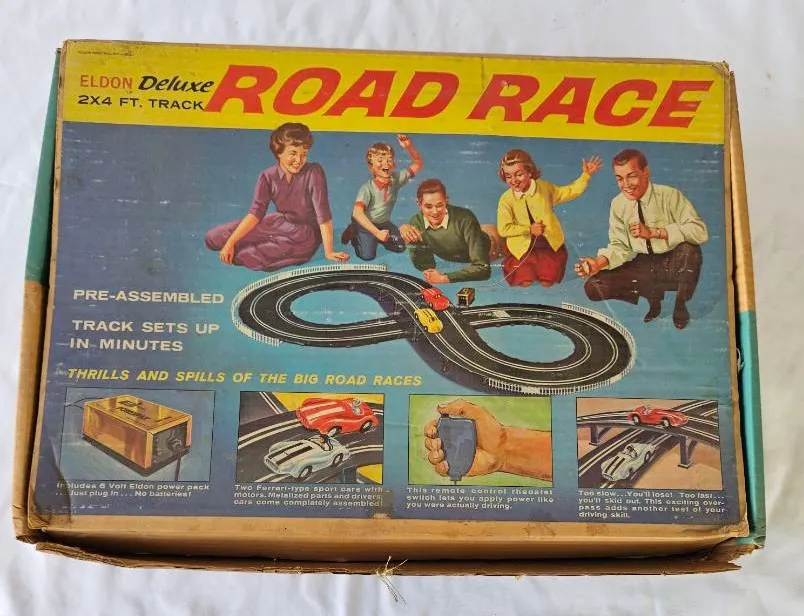 ELDON Deluxe
2X4 FT. TRACK
ROAD RACE
PRE-ASSEMBLED
TRACK SETS UP
IN MINUTES
THRILLS AND SPILLS OF THE BIG ROAD RACES
Includes 6 Volt Eldon power pack
...Just plug in... No batteries!
Two Ferrari-type sport cars with
motors. Metalized parts and drivers,
cars come completely assembled!
This remote control rheostat
switch lets you apply power like
you were actually driving.
Too slow...You'll lose! Too fast...
you'll skid out. This exciting over-
pass adds another test of your
driving skill.